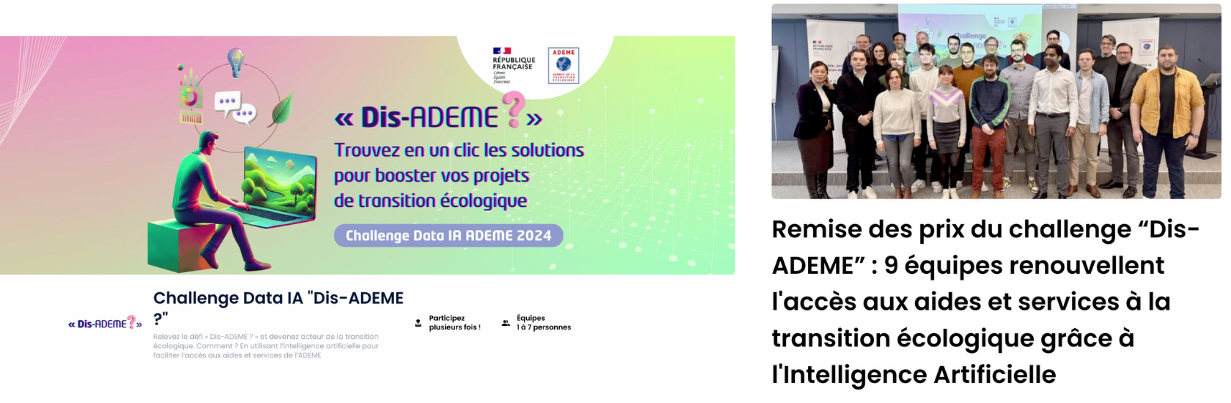 RÉPUBLIQUE
FRANÇAISE
Liberté
Égalité
Fraternité
ADEME
AGENCE DE LA
TRANSITION
ÉCOLOGIQUE
« Dis-ADEME ? »
Trouvez en un clic les solutions
pour booster vos projets
de transition écologique
Challenge Data IA ADEME 2024
« Dis-ADEME ? »
Challenge Data IA "Dis-ADEME
?"
Relevez le défi « Dis-ADEME ? » et devenez acteur de la transition
écologique. Comment ? En utilisant l'intelligence artificielle pour
faciliter l'accès aux aides et services de l'ADEME
Participez
plusieurs fois !
Équipes
1 à 7 personnes
Challenge
Remise des prix du challenge “Dis-
ADEME” : 9 équipes renouvellent
l'accès aux aides et services à la
transition écologique grâce à
l'Intelligence Artificielle